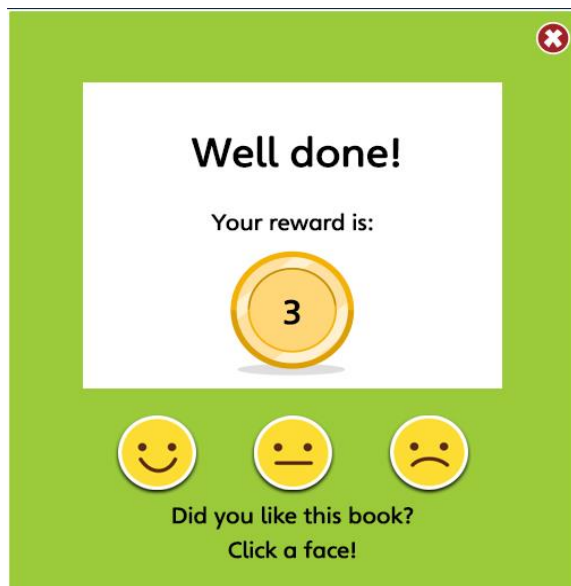 Well done!
Your reward is:
3
Did you like this book?
Click a face!